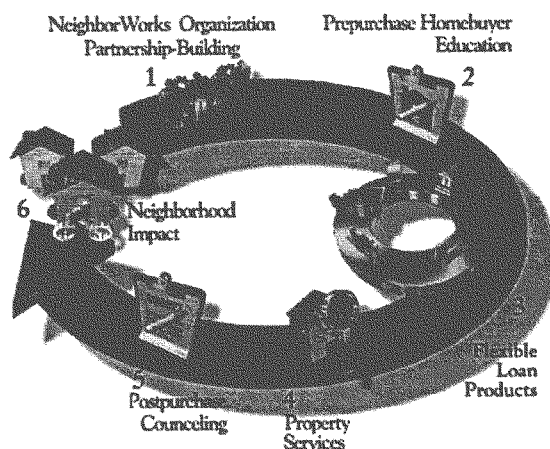 NeighborWorks Organization
Partnership-Building
1
Prepurchase Homebuyer
Education
2
3
Flexible
Loan
Products
4
Property
Services
5
Postpurchase
Counceling
6
Neighborhood
Impact